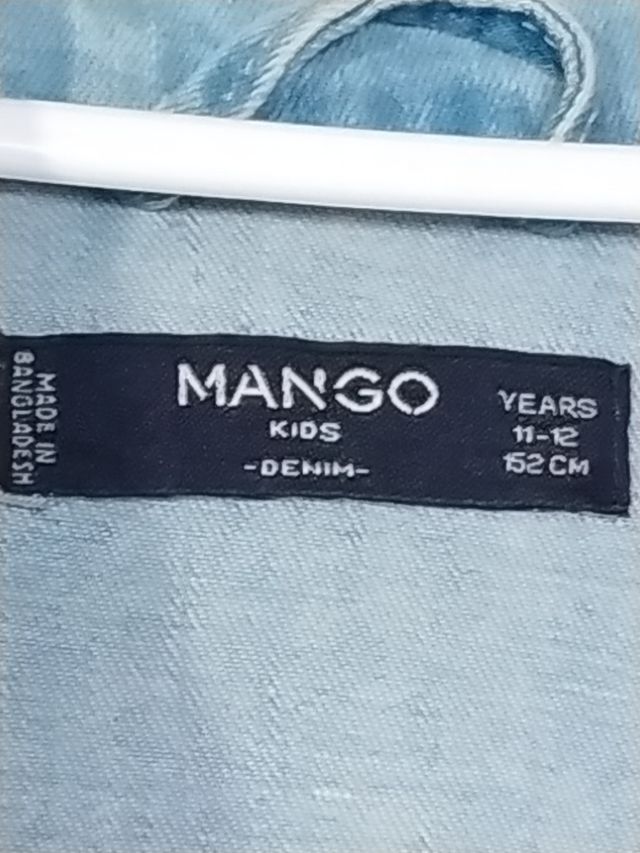 MADE IN
BANGLADESH
MANGO
KIDS
-DENIM-
YEARS
11-12
152 CM